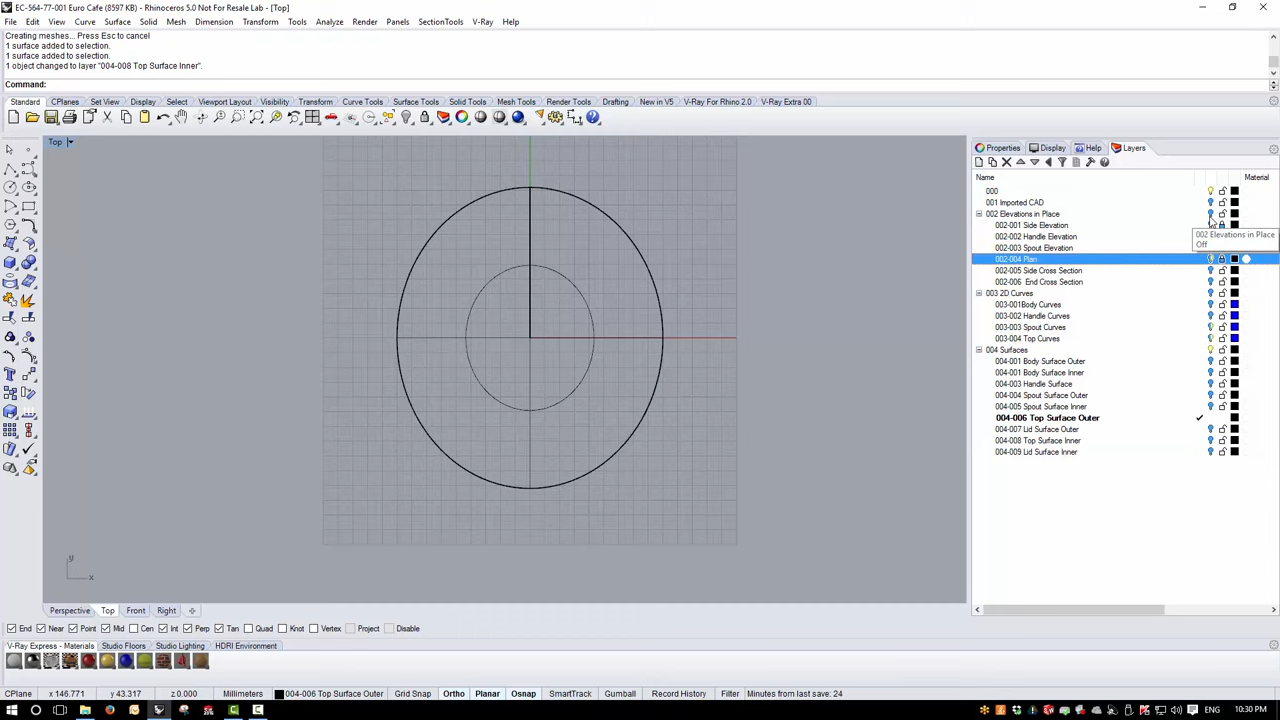 EC-564-77-001 Euro Cafe (8597 KB) - Rhinoceros 5.0 Not For Resale Lab - [Top]
File Edit View Curve Surface Solid Mesh Dimension Transform Tools Analyze Render Panels SectionTools V-Ray Help
Creating meshes... Press Esc to cancel
1 surface added to selection.
1 surface added to selection.
1 object changed to layer "004-008 Top Surface Inner".
Command:
Standard CPlanes Set View Display Select Viewport Layout Visibility Transform Curve Tools Surface Tools Solid Tools Mesh Tools Render Tools Drafting New in V5 V-Ray For Rhino 2.0 V-Ray Extra 00
Top
Properties Display Help Layers
Name Material
000
001 Imported CAD
002 Elevations in Place
002-001 Side Elevation
002-002 Handle Elevation
002 Elevations in Place
Off
002-003 Spout Elevation
002-004 Plan
002-005 Side Cross Section
002-006 End Cross Section
003 2D Curves
003-001Body Curves
003-002 Handle Curves
003-003 Spout Curves
003-004 Top Curves
004 Surfaces
004-001 Body Surface Outer
004-001 Body Surface Inner
004-003 Handle Surface
004-004 Spout Surface Outer
004-005 Spout Surface Inner
004-006 Top Surface Outer
004-007 Lid Surface Outer
004-008 Top Surface Inner
004-009 Lid Surface Inner
y
x
Perspective Top Front Right
End Near Point Mid Cen Int Perp Tan Quad Knot Vertex Project Disable
V-Ray Express - Materials Studio Floors Studio Lighting HDRI Environment
CPlane x 146.771 y 43.317 z 0.000 Millimeters 004-006 Top Surface Outer Grid Snap Ortho Planar Osnap SmartTrack Gumball Record History Filter Minutes from last save: 24
ENG 10:30 PM